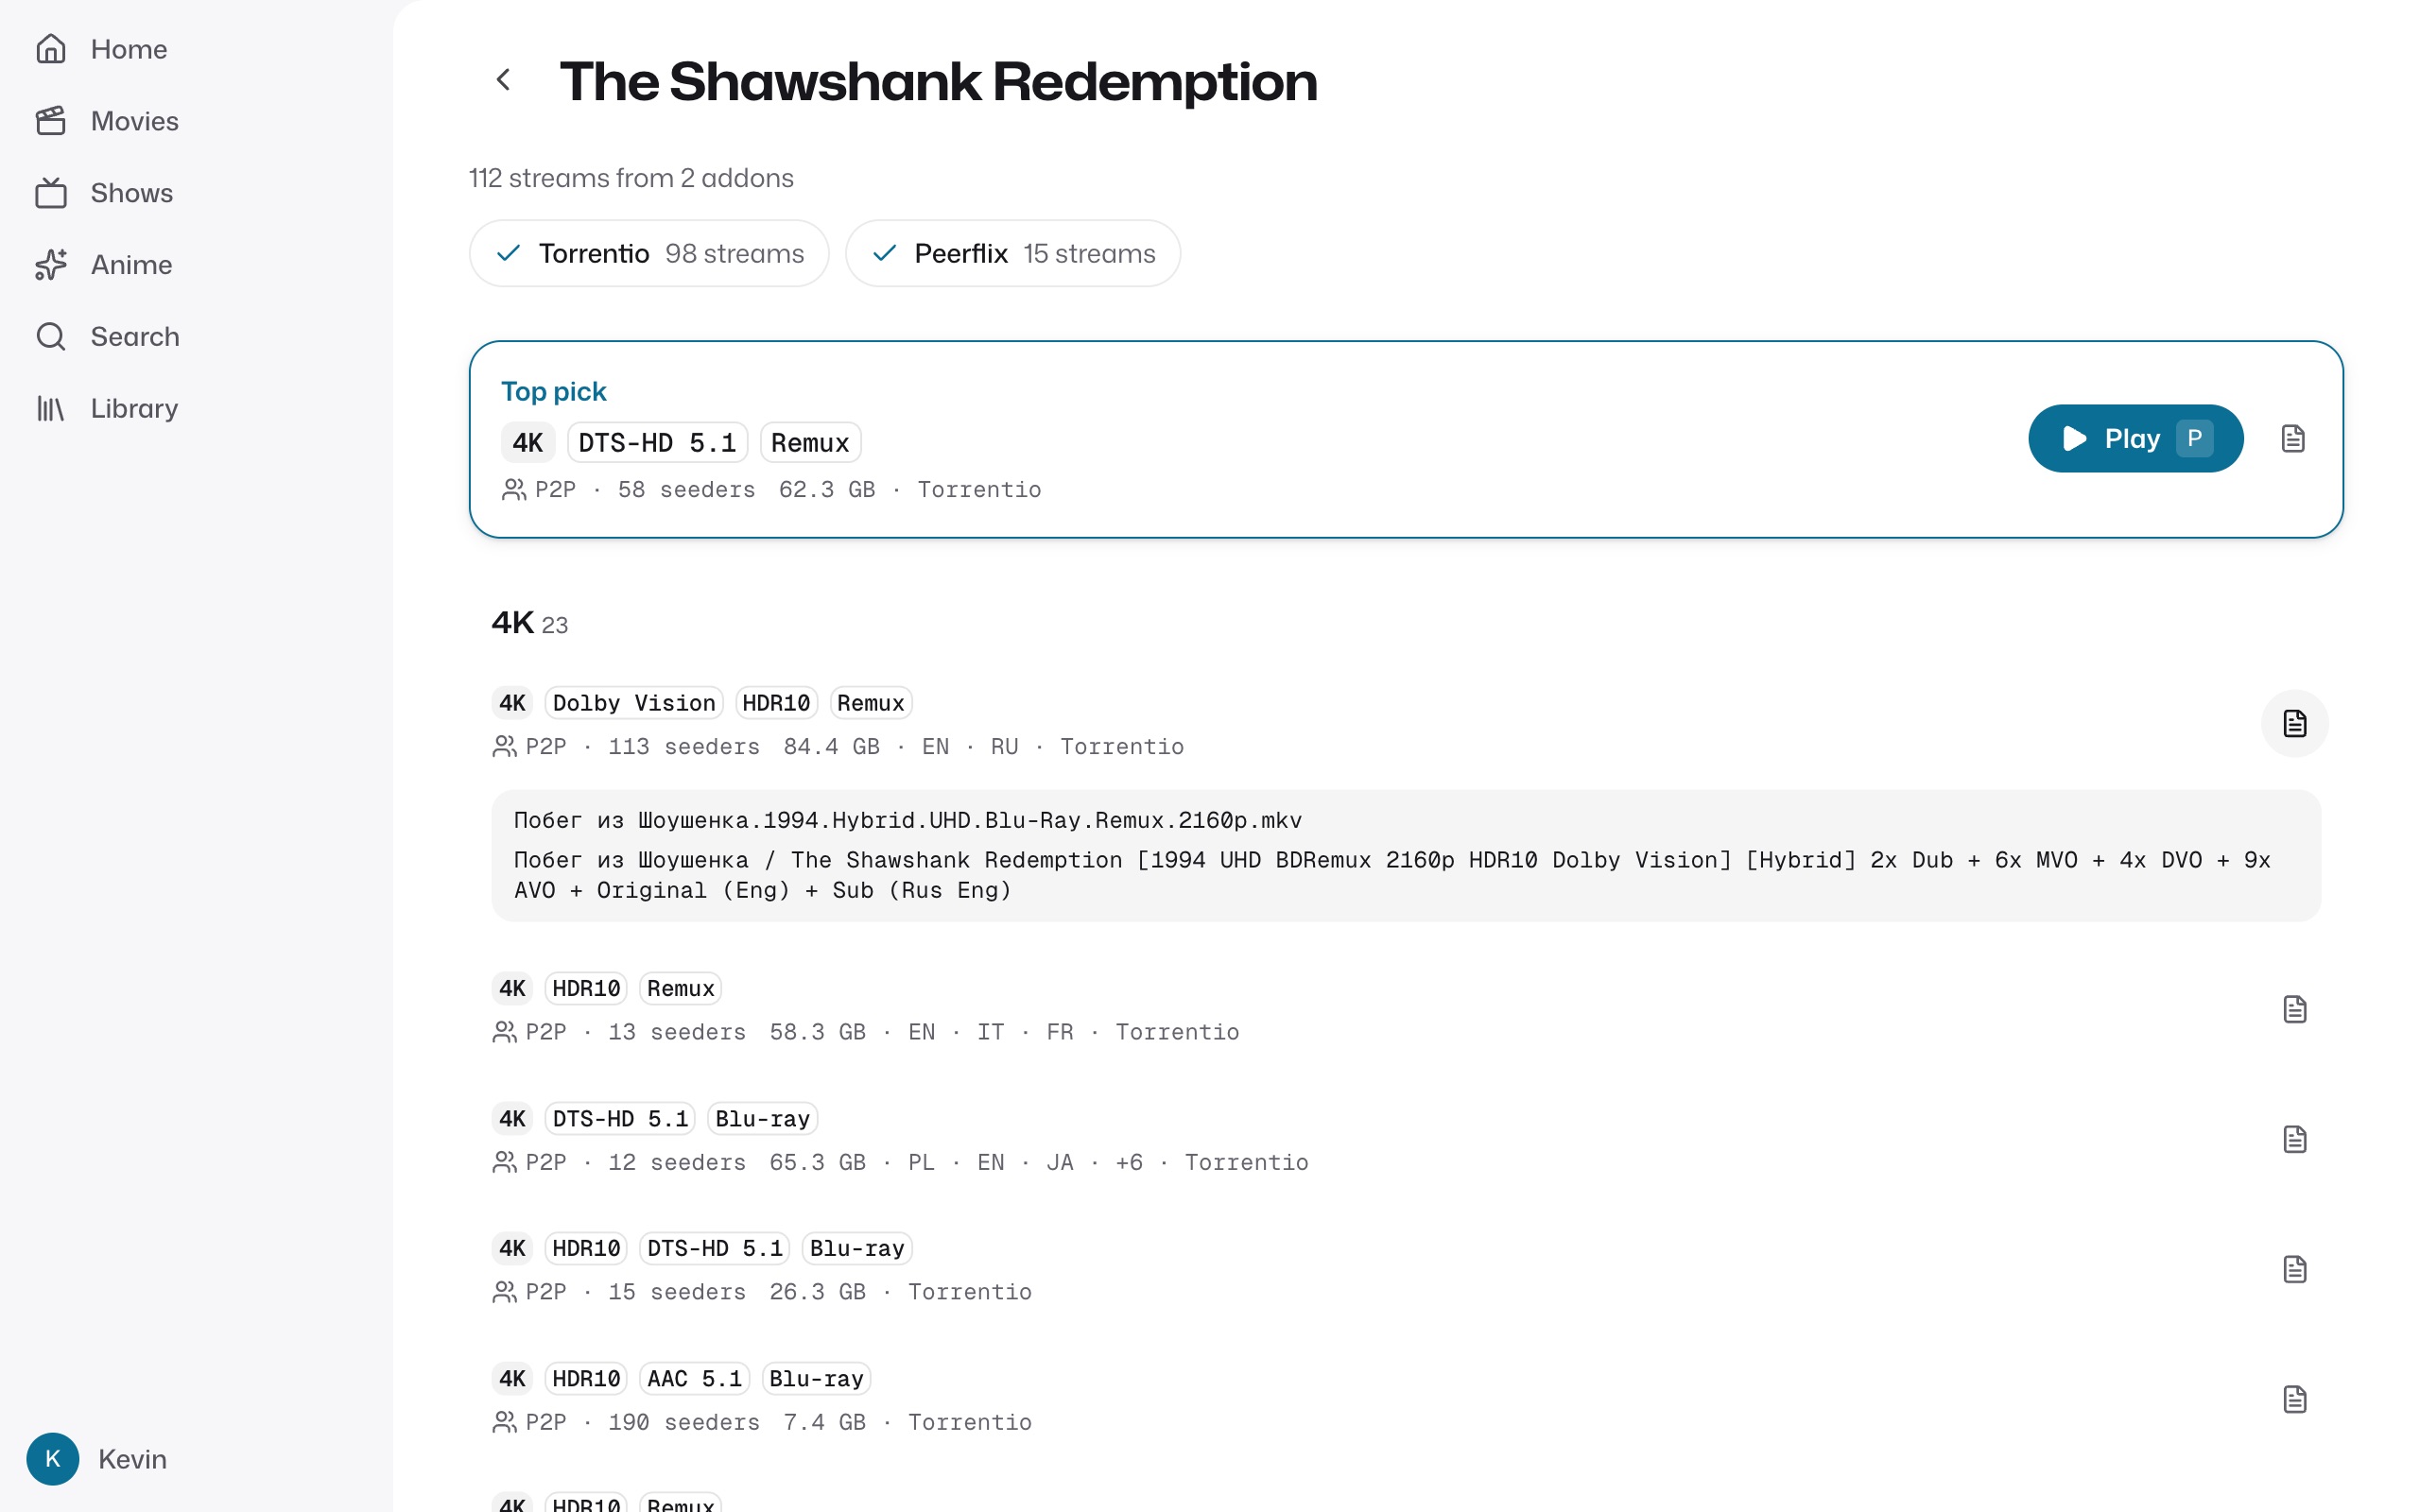 Home
Movies
Shows
Anime
Search
Library
K Kevin
The Shawshank Redemption
112 streams from 2 addons
Torrentio 98 streams
Peerflix 15 streams
Top pick
4K DTS-HD 5.1 Remux
P2P · 58 seeders 62.3 GB · Torrentio
Play P
4K 23
4K Dolby Vision HDR10 Remux
P2P · 113 seeders 84.4 GB · EN · RU · Torrentio
Побег из Шоушенка.1994.Hybrid.UHD.Blu-Ray.Remux.2160p.mkv
Побег из Шоушенка / The Shawshank Redemption [1994 UHD BDRemux 2160p HDR10 Dolby Vision] [Hybrid] 2x Dub + 6x MVO + 4x DVO + 9x
AVO + Original (Eng) + Sub (Rus Eng)
4K HDR10 Remux
P2P · 13 seeders 58.3 GB · EN · IT · FR · Torrentio
4K DTS-HD 5.1 Blu-ray
P2P · 12 seeders 65.3 GB · PL · EN · JA · +6 · Torrentio
4K HDR10 DTS-HD 5.1 Blu-ray
P2P · 15 seeders 26.3 GB · Torrentio
4K HDR10 AAC 5.1 Blu-ray
P2P · 190 seeders 7.4 GB · Torrentio
4K HDR10 Remux